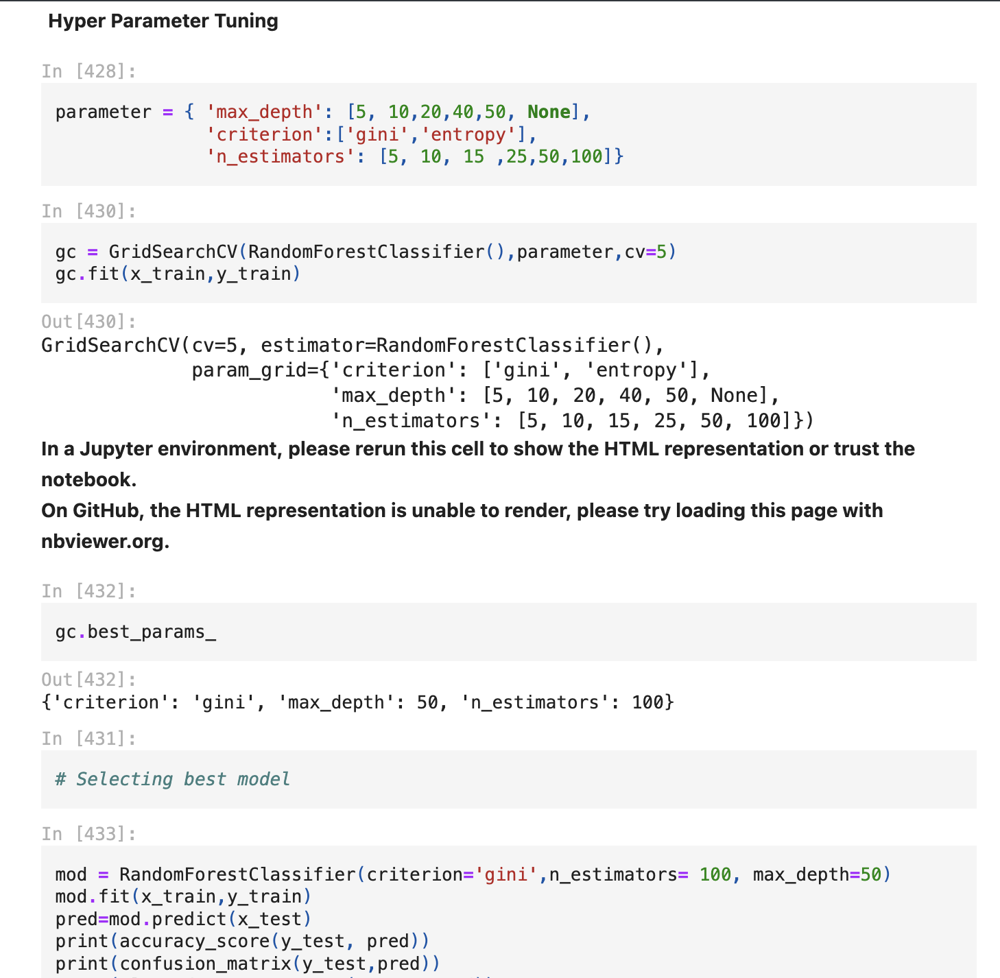 Hyper Parameter Tuning
In [428]:
parameter = { 'max_depth': [5, 10,20,40,50, None],
'criterion':['gini','entropy'],
'n_estimators': [5, 10, 15 ,25,50,100]}
In [430]:
gc = GridSearchCV(RandomForestClassifier(),parameter,cv=5)
gc.fit(x_train,y_train)
Out[430]:
GridSearchCV(cv=5, estimator=RandomForestClassifier(),
param_grid={'criterion': ['gini', 'entropy'],
'max_depth': [5, 10, 20, 40, 50, None],
'n_estimators': [5, 10, 15, 25, 50, 100]})
In a Jupyter environment, please rerun this cell to show the HTML representation or trust the
notebook.
On GitHub, the HTML representation is unable to render, please try loading this page with
nbviewer.org.
In [432]:
gc.best_params_
Out[432]:
{'criterion': 'gini', 'max_depth': 50, 'n_estimators': 100}
In [431]:
# Selecting best model
In [433]:
mod = RandomForestClassifier(criterion='gini',n_estimators= 100, max_depth=50)
mod.fit(x_train,y_train)
pred=mod.predict(x_test)
print(accuracy_score(y_test, pred))
print(confusion_matrix(y_test,pred))